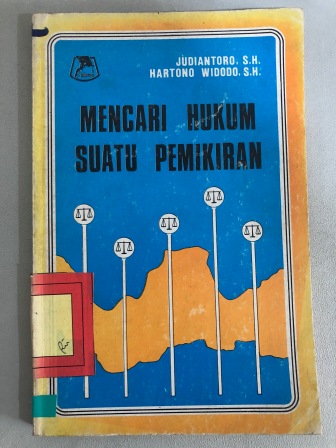 JUDIANTORO. S.H.
HARTONO WIDODO. S.H.
MENCARI HUKUM
SUATU PEMIKIRAN